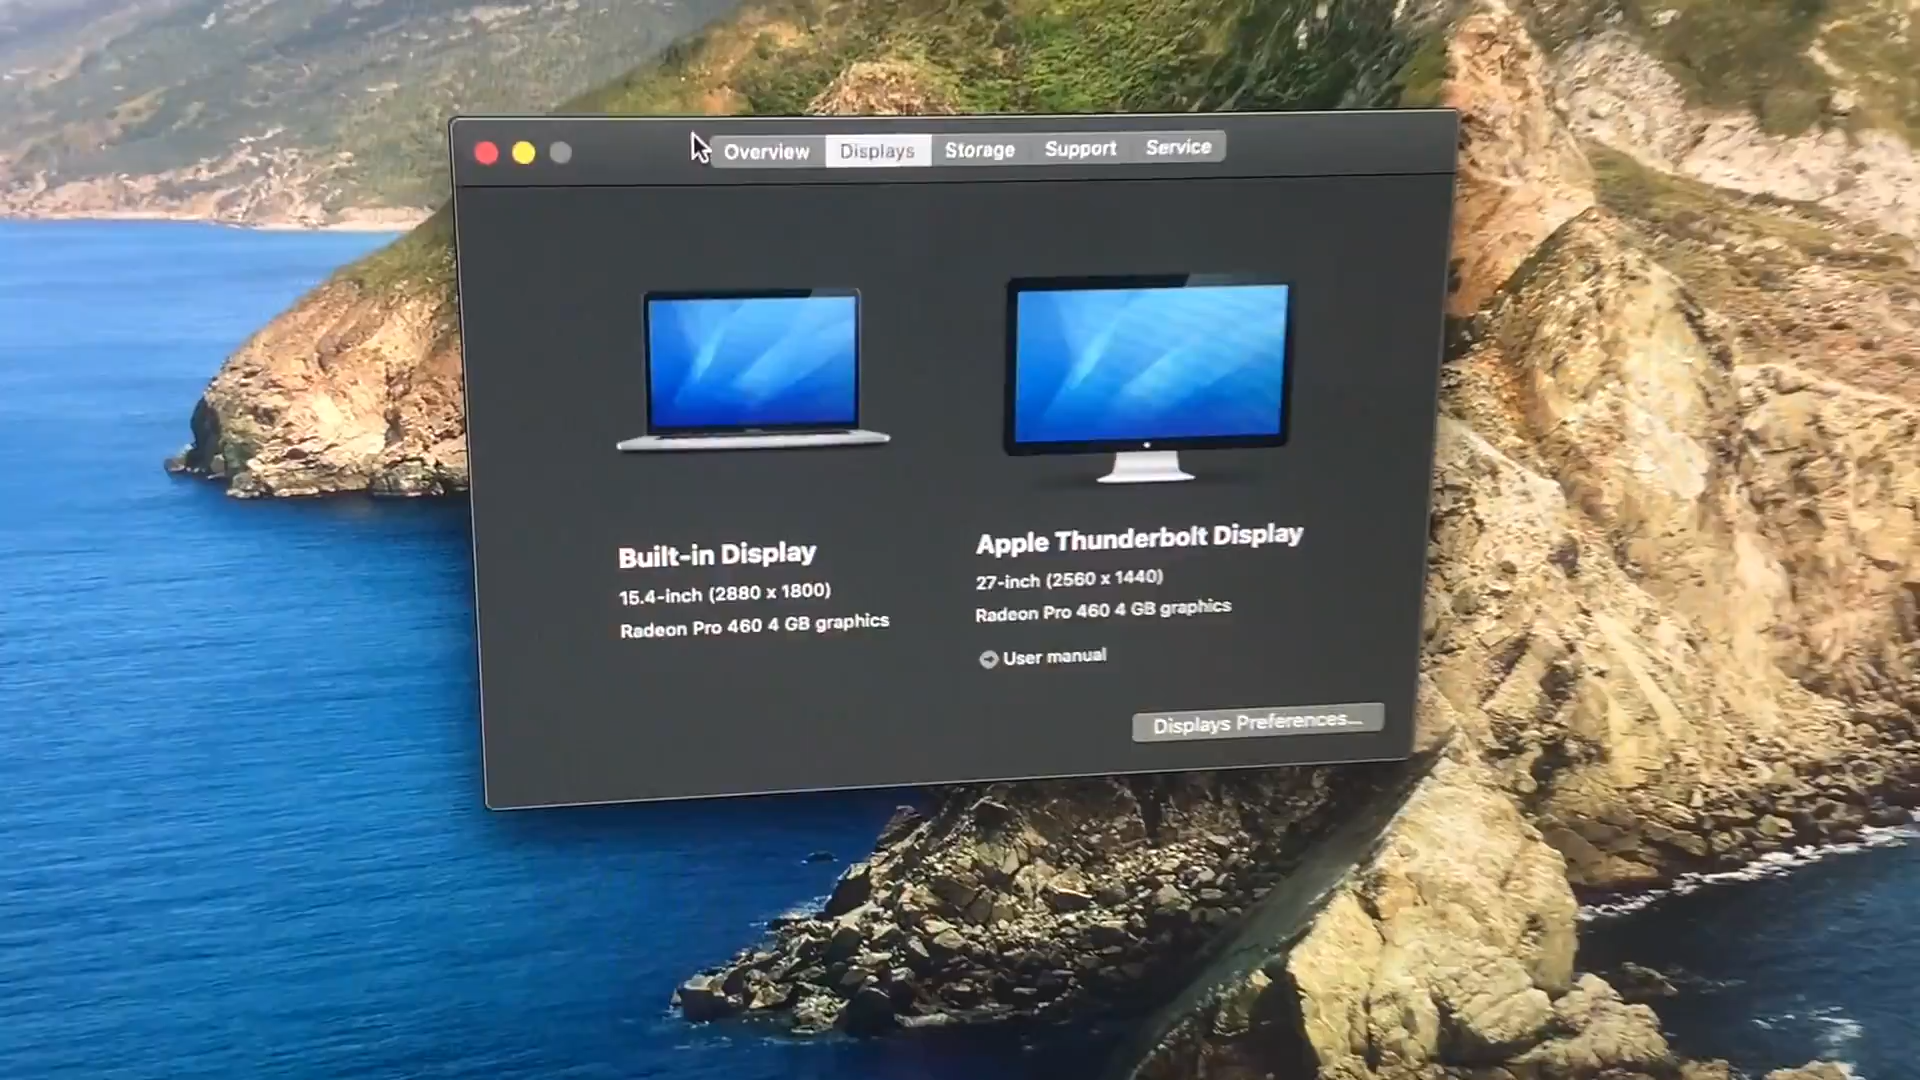 Overview Displays Storage Support Service
Built-in Display
15.4-inch (2880 x 1800)
Radeon Pro 460 4 GB graphics
Apple Thunderbolt Display
27-inch (2560 x 1440)
Radeon Pro 460 4 GB graphics
User manual
Displays Preferences...